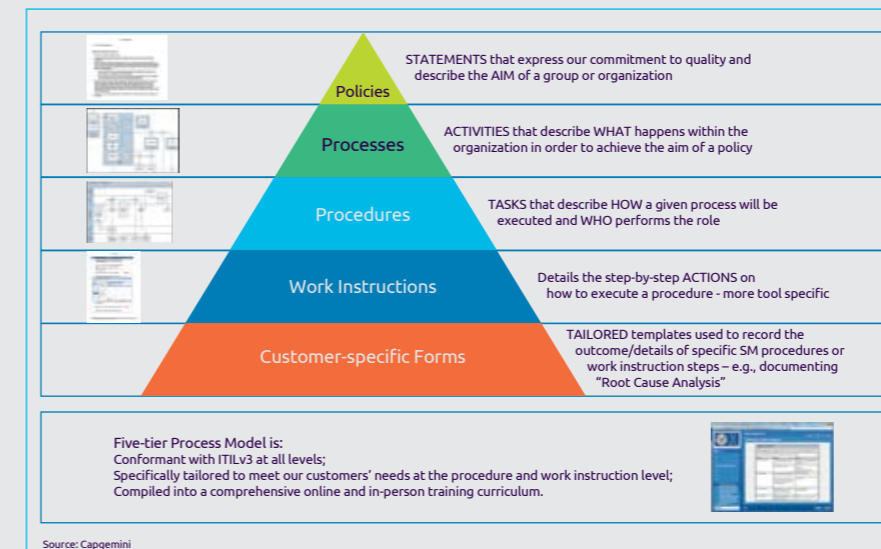 STATEMENTS that express our commitment to quality and
describe the AIM of a group or organization
Policies
ACTIVITIES that describe WHAT happens within the
organization in order to achieve the aim of a policy
Processes
TASKS that describe HOW a given process will be
executed and WHO performs the role
Procedures
Details the step-by-step ACTIONS on
how to execute a procedure - more tool specific
Work Instructions
TAILORED templates used to record the
outcome/details of specific SM procedures or
work instruction steps – e.g., documenting
“Root Cause Analysis”
Customer-specific Forms
Five-tier Process Model is:
Conformant with ITILv3 at all levels;
Specifically tailored to meet our customers’ needs at the procedure and work instruction level;
Compiled into a comprehensive online and in-person training curriculum.
Source: Capgemini